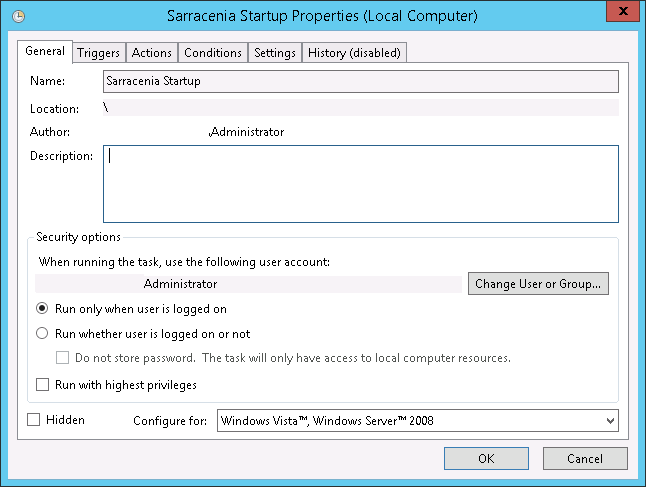 Sarracenia Startup Properties (Local Computer)
x
General Triggers Actions Conditions Settings History (disabled)
Name: Sarracenia Startup
Location: \
Author: ,Administrator
Description:
Security options
When running the task, use the following user account:
Administrator Change User or Group...
Run only when user is logged on
Run whether user is logged on or not
Do not store password. The task will only have access to local computer resources.
Run with highest privileges
Hidden Configure for: Windows Vista™, Windows Server™ 2008
OK Cancel